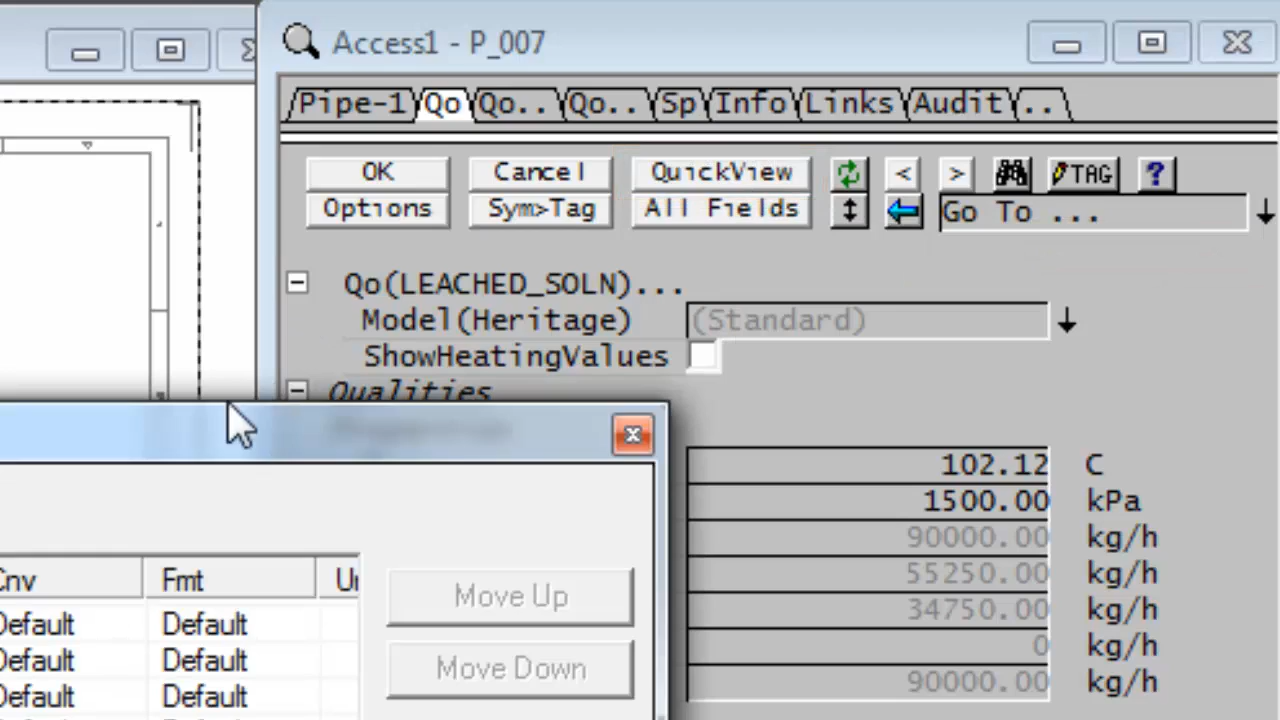 Access1 - P_007
Pipe-1 Qo Qo.. Qo.. Sp Info Links Audit ..
OK Cancel QuickView < > TAG ?
Options Sym>Tag All Fields Go To ...
Qo(LEACHED_SOLN)...
Model(Heritage) (Standard)
ShowHeatingValues
Qualities
102.12 C
1500.00 kPa
90000.00 kg/h
55250.00 kg/h
34750.00 kg/h
0 kg/h
90000.00 kg/h
Cnv Fmt
Default Default
Default Default
Default Default
Move Up
Move Down